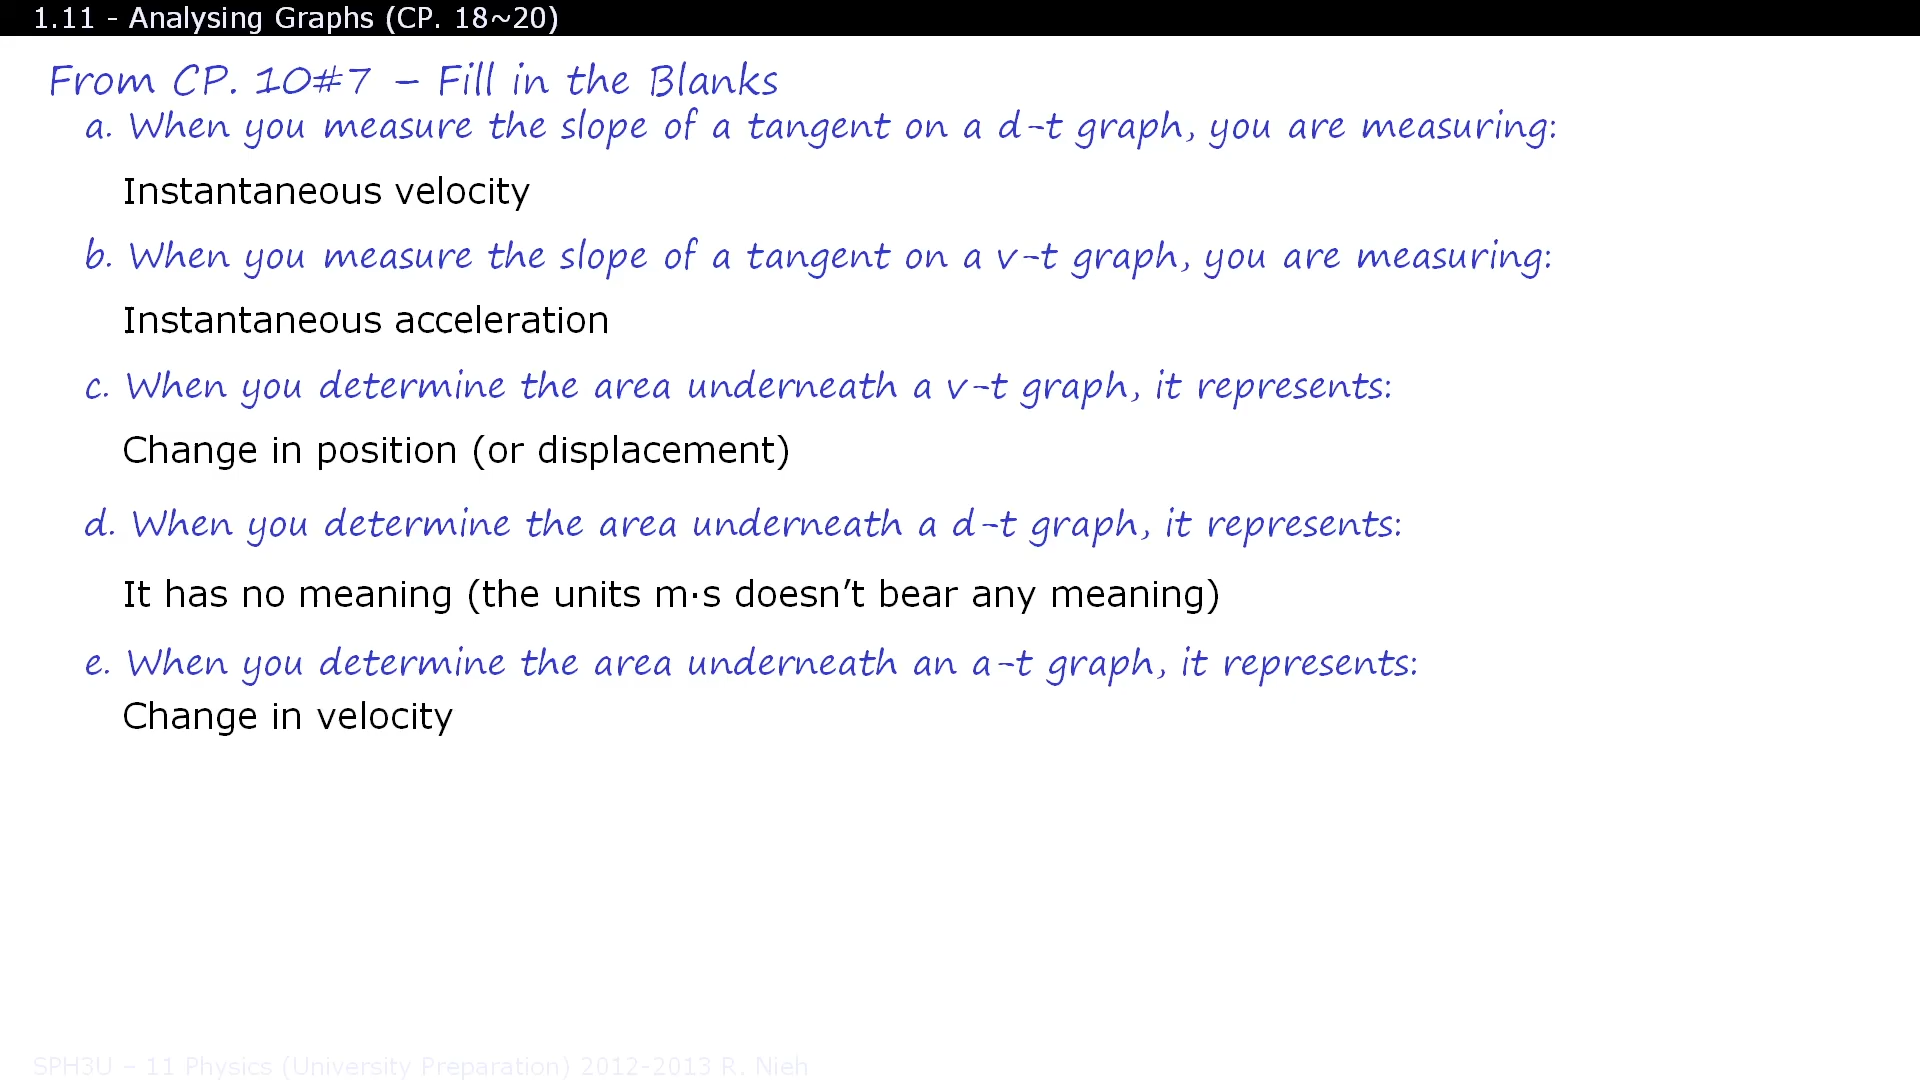 1.11 - Analysing Graphs (CP. 18~20)
From CP. 10#7 – Fill in the Blanks
a. When you measure the slope of a tangent on a d-t graph, you are measuring:
Instantaneous velocity
b. When you measure the slope of a tangent on a v-t graph, you are measuring:
Instantaneous acceleration
c. When you determine the area underneath a v-t graph, it represents:
Change in position (or displacement)
d. When you determine the area underneath a d-t graph, it represents:
It has no meaning (the units m·s doesn’t bear any meaning)
e. When you determine the area underneath an a-t graph, it represents:
Change in velocity
SPH3U – 11 Physics (University Preparation) 2012-2013 R. Nieh